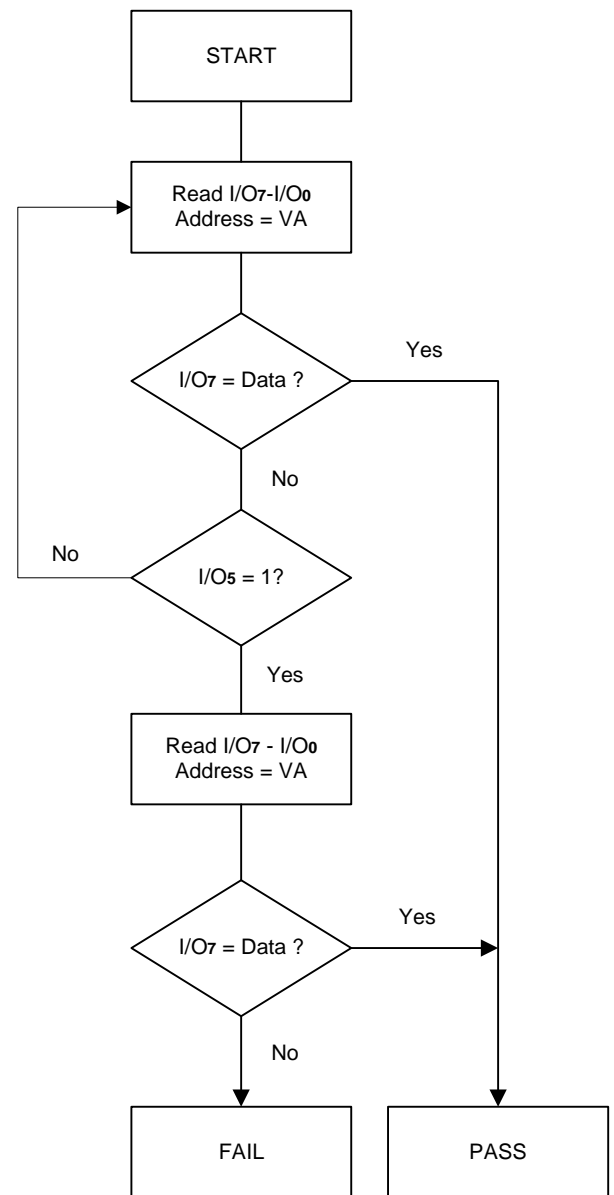 START
Read I/O7-I/O0
Address = VA
I/O7 = Data ?
Yes
No
I/O5 = 1?
No
Yes
Read I/O7 - I/O0
Address = VA
I/O7 = Data ?
Yes
No
FAIL
PASS